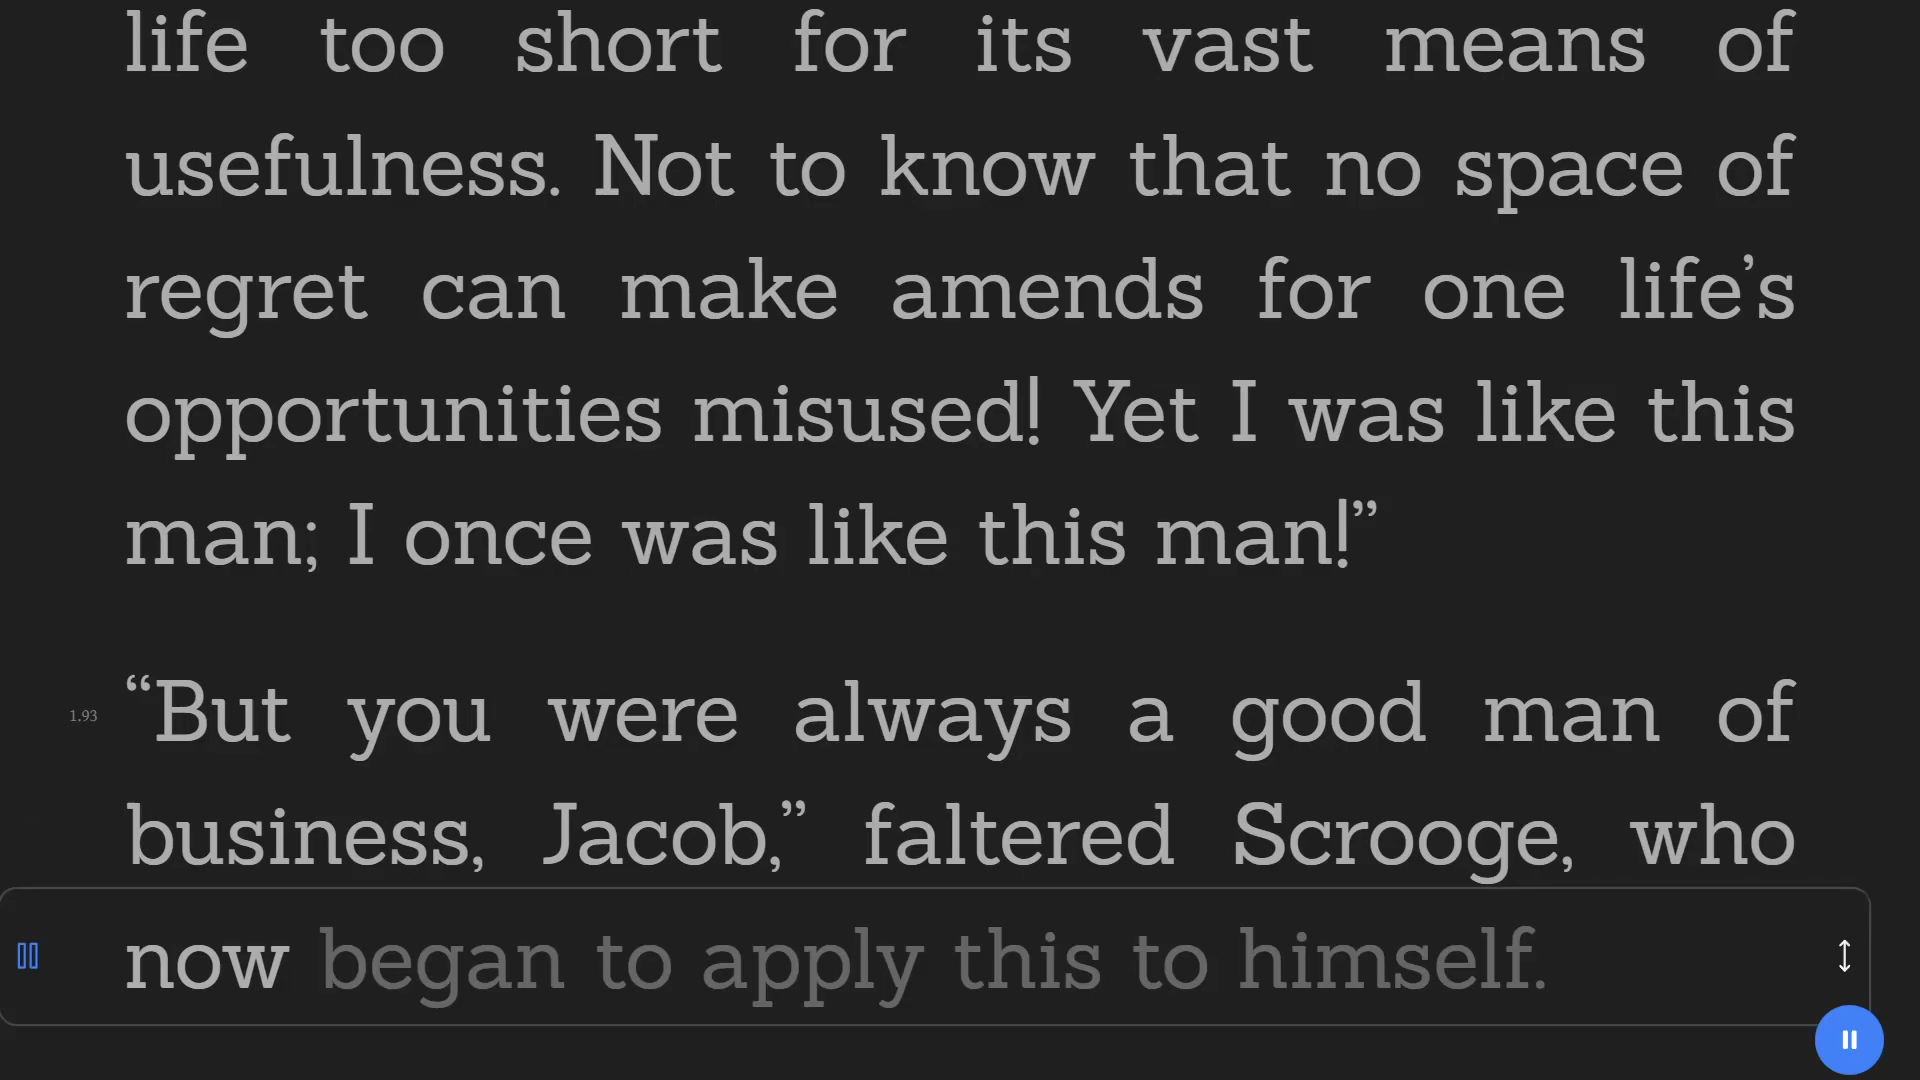 life too short for its vast means of
usefulness. Not to know that no space of
regret can make amends for one life’s
opportunities misused! Yet I was like this
man; I once was like this man!”
1.93
“But you were always a good man of
business, Jacob,” faltered Scrooge, who
now began to apply this to himself.